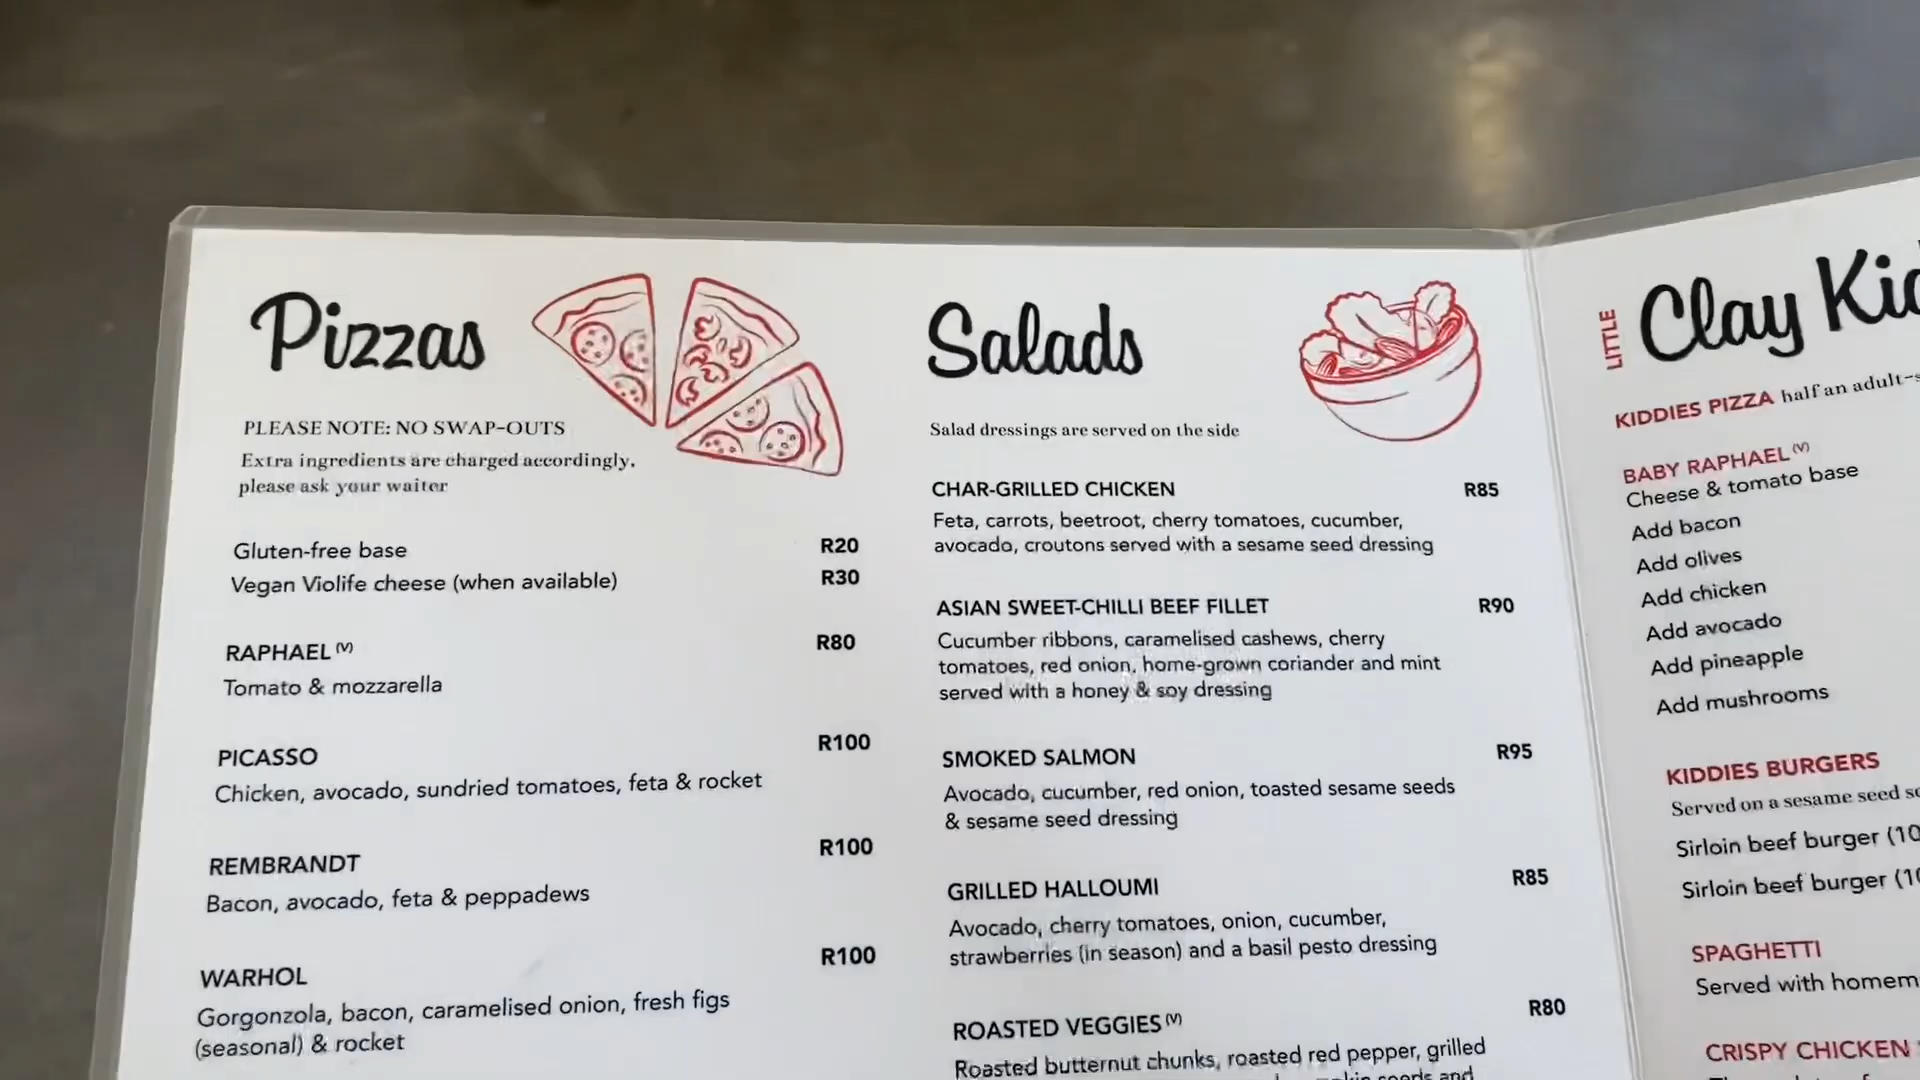 Pizzas
PLEASE NOTE: NO SWAP-OUTS
Extra ingredients are charged accordingly,
please ask your waiter
Gluten-free base R20
Vegan Violife cheese (when available) R30
RAPHAEL (V) R80
Tomato & mozzarella
PICASSO R100
Chicken, avocado, sundried tomatoes, feta & rocket
REMBRANDT R100
Bacon, avocado, feta & peppadews
WARHOL R100
Gorgonzola, bacon, caramelised onion, fresh figs
(seasonal) & rocket
Salads
Salad dressings are served on the side
CHAR-GRILLED CHICKEN R85
Feta, carrots, beetroot, cherry tomatoes, cucumber,
avocado, croutons served with a sesame seed dressing
ASIAN SWEET-CHILLI BEEF FILLET R90
Cucumber ribbons, caramelised cashews, cherry
tomatoes, red onion, home-grown coriander and mint
served with a honey & soy dressing
SMOKED SALMON R95
Avocado, cucumber, red onion, toasted sesame seeds
& sesame seed dressing
GRILLED HALLOUMI R85
Avocado, cherry tomatoes, onion, cucumber,
strawberries (in season) and a basil pesto dressing
ROASTED VEGGIES (V) R80
Roasted butternut chunks, roasted red pepper, grilled
seeds and
LITTLE
Clay
KIDDIES PIZZA half an
BABY RAPHAEL (V)
Cheese & tomato base
Add bacon
Add olives
Add chicken
Add avocado
Add pineapple
Add mushrooms
KIDDIES BURGERS
Served on a sesame seed
Sirloin beef burger
Sirloin beef burger
SPAGHETTI
Served with
CRISPY CHICKEN